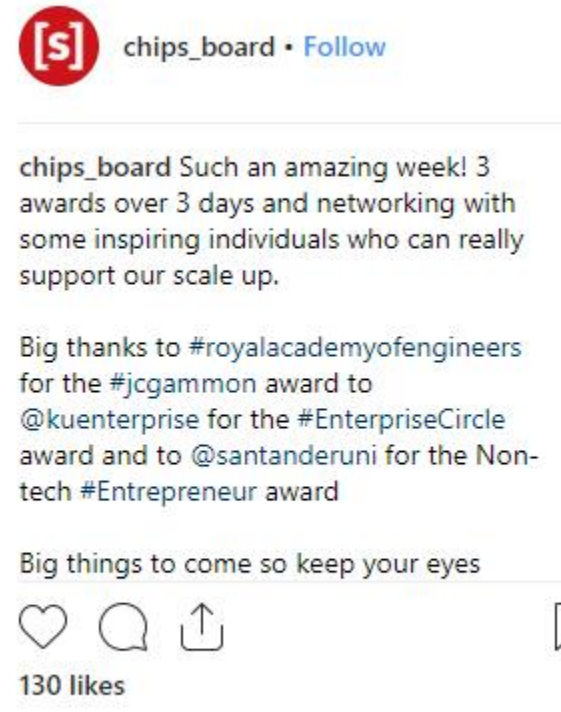 [s]
chips_board • Follow
chips_board Such an amazing week! 3
awards over 3 days and networking with
some inspiring individuals who can really
support our scale up.
Big thanks to #royalacademyofengineers
for the #jcgammon award to
@kuenterprise for the #EnterpriseCircle
award and to @santanderuni for the Non-
tech #Entrepreneur award
Big things to come so keep your eyes
130 likes